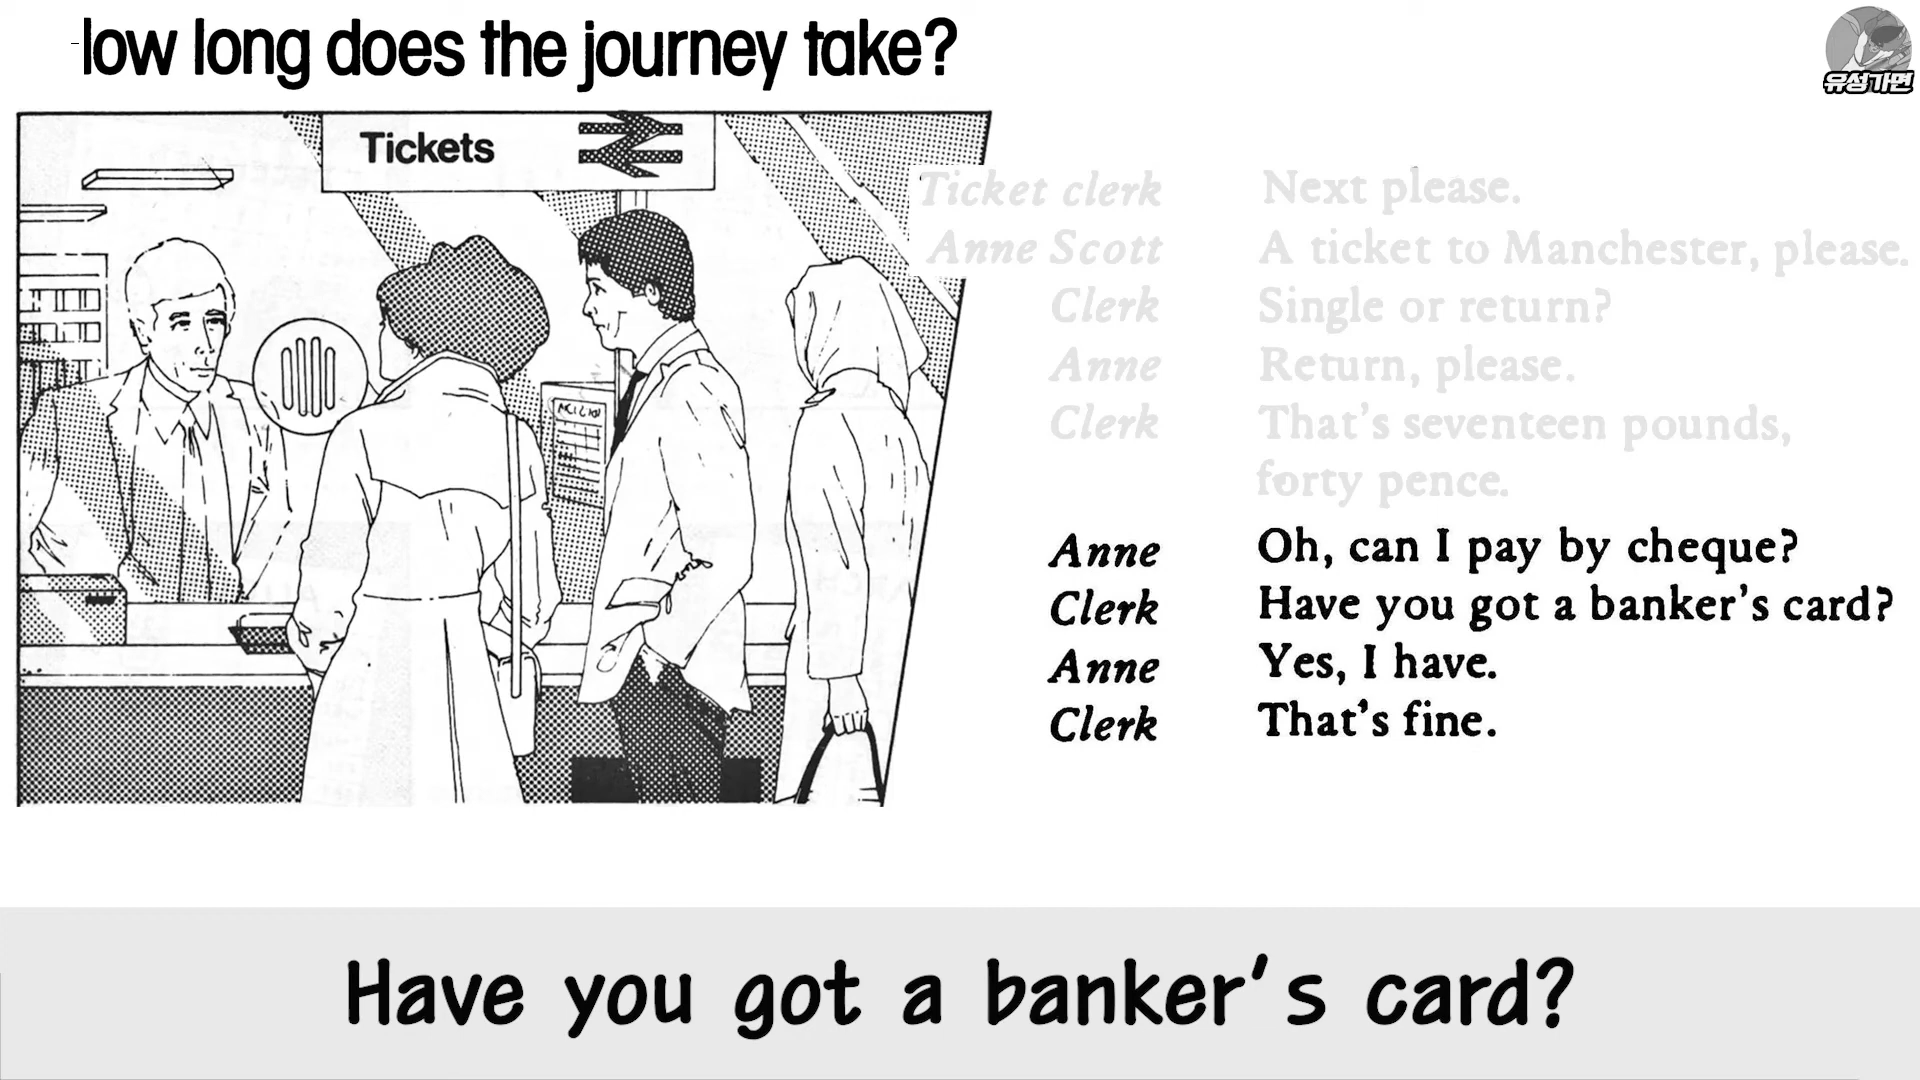 How long does the journey take?
유성가면
Tickets
Ticket clerk Next please.
Anne Scott A ticket to Manchester, please.
Clerk Single or return?
Anne Return, please.
Clerk That's seventeen pounds,
forty pence.
Anne Oh, can I pay by cheque?
Clerk Have you got a banker's card?
Anne Yes, I have.
Clerk That's fine.
Have you got a banker's card?